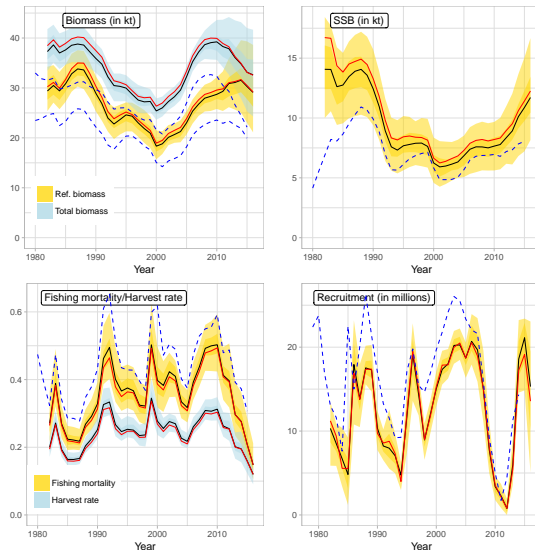 Biomass (in kt)
40
30
20
10
0
Ref. biomass
Total biomass
1980 1990 2000 2010
Year
SSB (in kt)
15
10
5
0
1980 1990 2000 2010
Year
Fishing mortality/Harvest rate
0.6
0.4
0.2
0.0
Fishing mortality
Harvest rate
1980 1990 2000 2010
Year
Recruitment (in millions)
20
10
0
1980 1990 2000 2010
Year